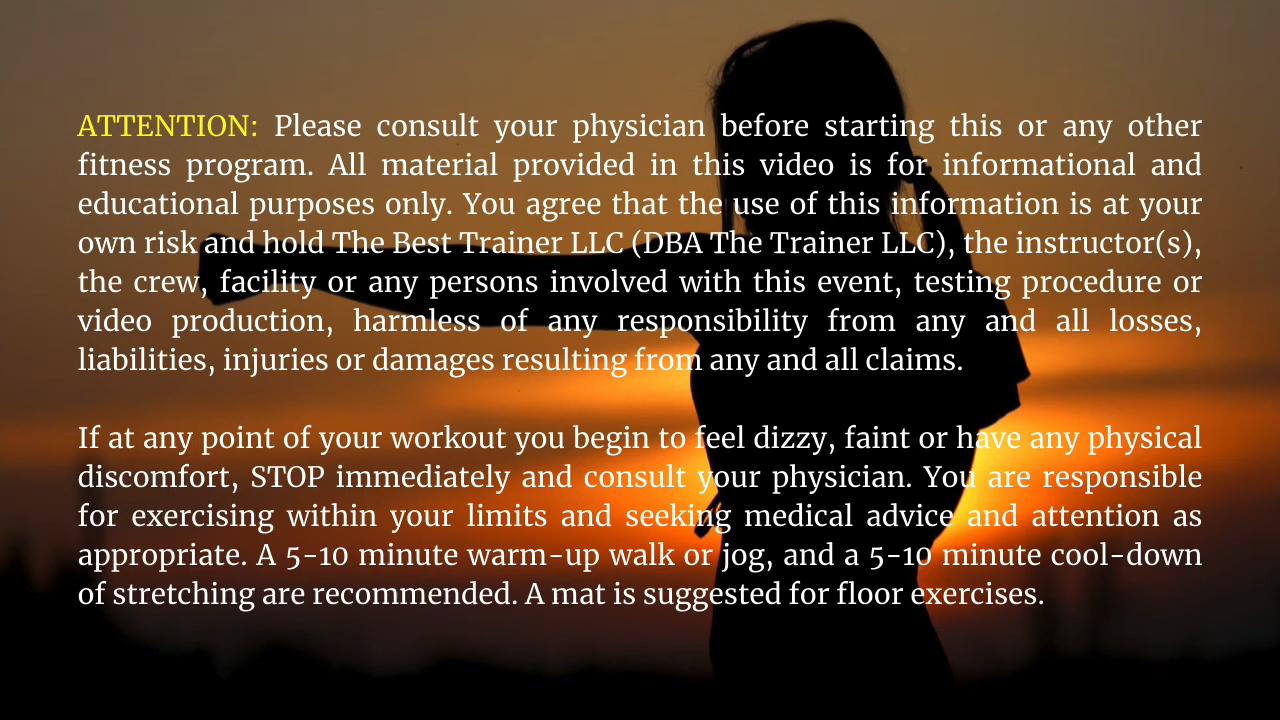 ATTENTION: Please consult your physician before starting this or any other
fitness program. All material provided in this video is for informational and
educational purposes only. You agree that the use of this information is at your
own risk and hold The Best Trainer LLC (DBA The Trainer LLC), the instructor(s),
the crew, facility or any persons involved with this event, testing procedure or
video production, harmless of any responsibility from any and all losses,
liabilities, injuries or damages resulting from any and all claims.
If at any point of your workout you begin to feel dizzy, faint or have any physical
discomfort, STOP immediately and consult your physician. You are responsible
for exercising within your limits and seeking medical advice and attention as
appropriate. A 5-10 minute warm-up walk or jog, and a 5-10 minute cool-down
of stretching are recommended. A mat is suggested for floor exercises.